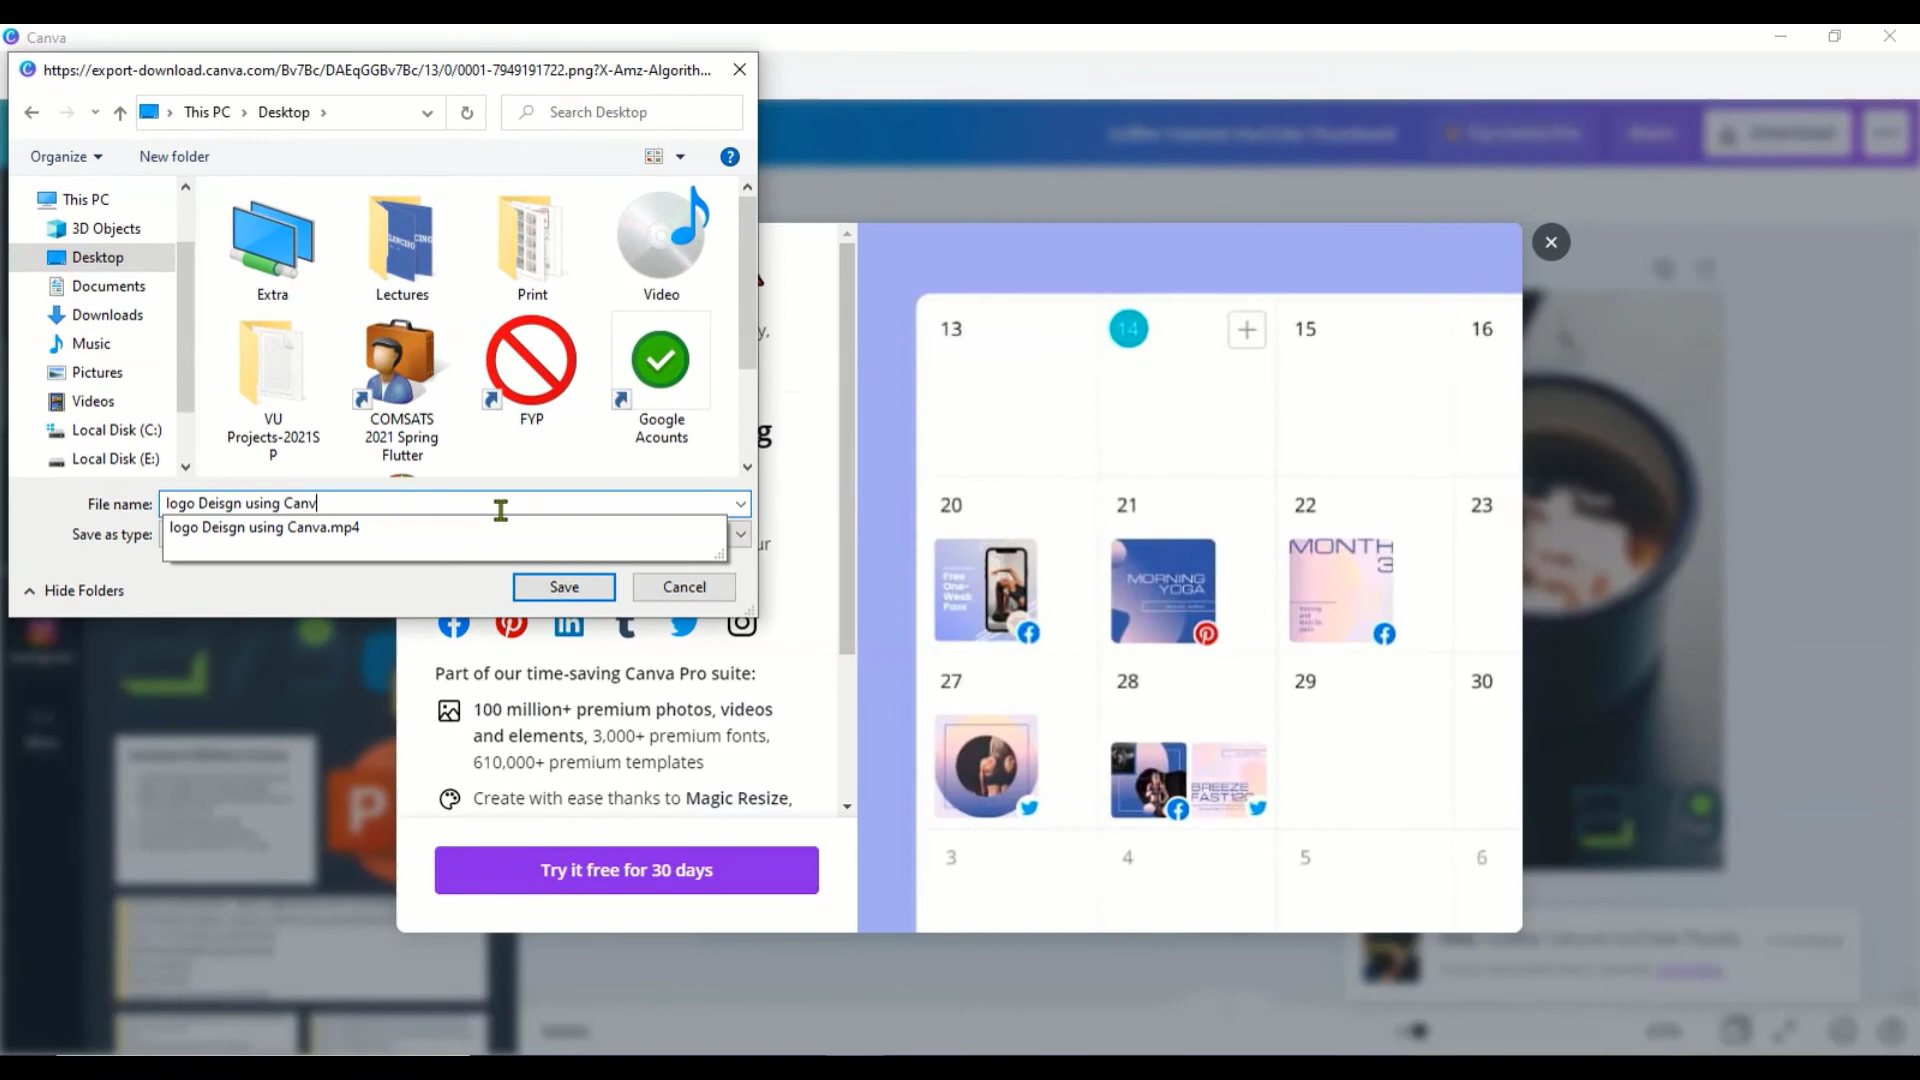 Canva
https://export-download.canva.com/Bv7Bc/DAEqGGBv7Bc/13/0/0001-7949191722.png?X-Amz-Algorith...
This PC
Desktop
Search Desktop
Organize
New folder
This PC
3D Objects
Desktop
Documents
Downloads
Music
Pictures
Videos
Local Disk (C:)
Local Disk (E:)
Extra
Lectures
Print
Video
VU
Projects-2021S
P
COMSATS
2021 Spring
Flutter
FYP
Google
Acounts
File name:
logo Deisgn using Canv
Save as type:
logo Deisgn using Canva.mp4
Hide Folders
Save
Cancel
Part of our time-saving Canva Pro suite:
100 million+ premium photos, videos
and elements, 3,000+ premium fonts,
610,000+ premium templates
Create with ease thanks to Magic Resize,
Try it free for 30 days
13
14
15
16
20
21
22
23
Free
One-
Week
Pass
MORNING
YOGA
MONTH
3
27
28
29
30
BREEZE
3
4
5
6